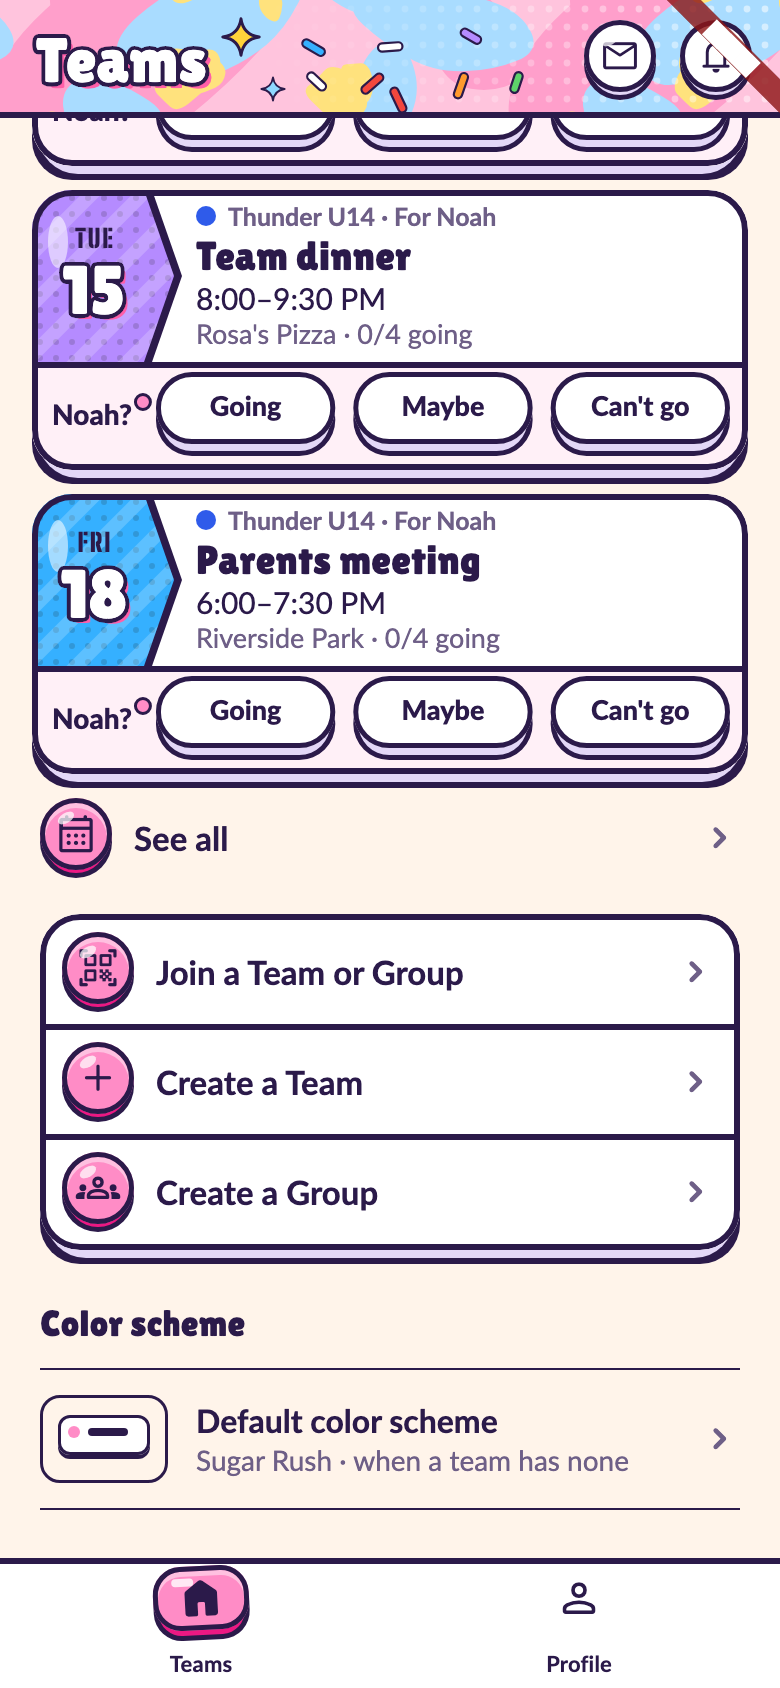 Teams
Noah?
TUE
15
Thunder U14 · For Noah
Team dinner
8:00–9:30 PM
Rosa's Pizza · 0/4 going
Noah?
Going
Maybe
Can't go
FRI
18
Thunder U14 · For Noah
Parents meeting
6:00–7:30 PM
Riverside Park · 0/4 going
Noah?
Going
Maybe
Can't go
See all
Join a Team or Group
Create a Team
Create a Group
Color scheme
Default color scheme
Sugar Rush · when a team has none
Teams
Profile